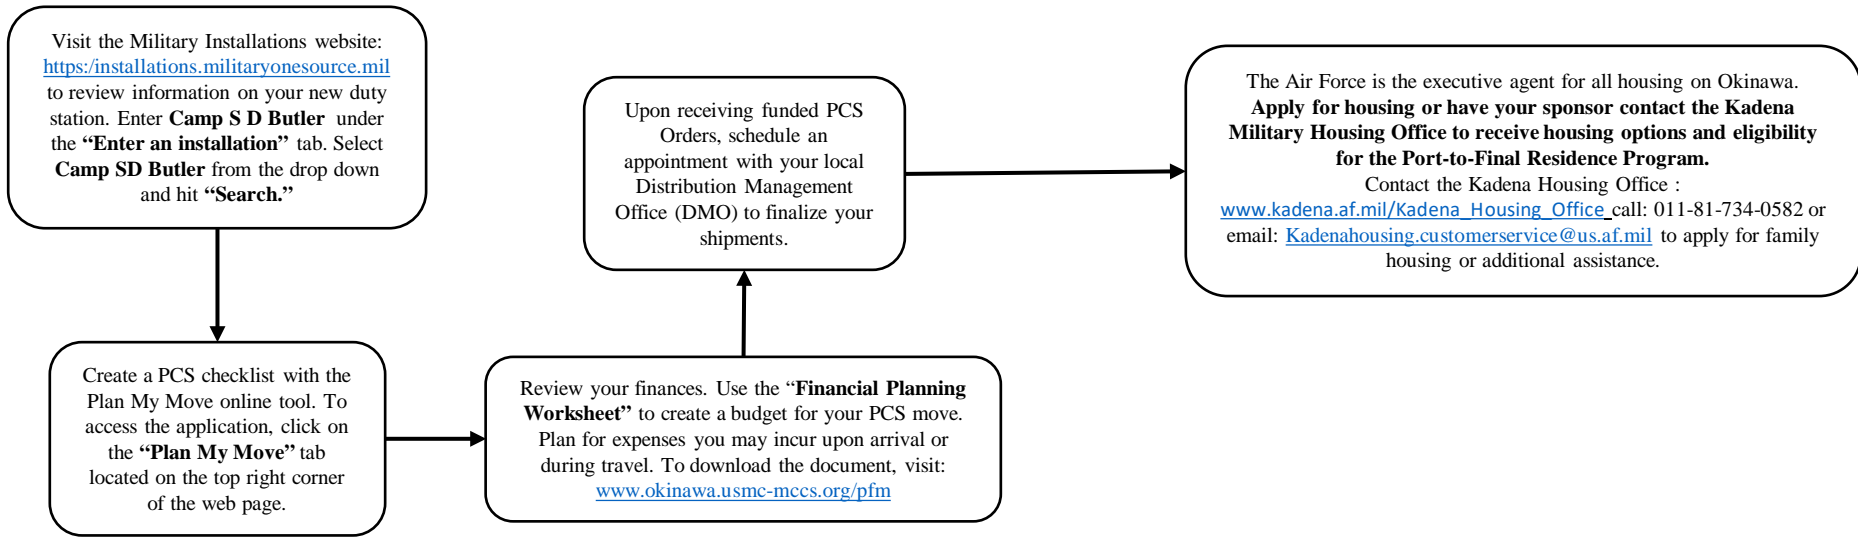 Visit the Military Installations website:
https:/installations.militaryonesource.mil
to review information on your new duty
station. Enter Camp S D Butler under
the “Enter an installation” tab. Select
Camp SD Butler from the drop down
and hit “Search.”
Create a PCS checklist with the
Plan My Move online tool. To
access the application, click on
the “Plan My Move” tab
located on the top right corner
of the web page.
Review your finances. Use the “Financial Planning
Worksheet” to create a budget for your PCS move.
Plan for expenses you may incur upon arrival or
during travel. To download the document, visit:
www.okinawa.usmc-mccs.org/pfm
Upon receiving funded PCS
Orders, schedule an
appointment with your local
Distribution Management
Office (DMO) to finalize your
shipments.
The Air Force is the executive agent for all housing on Okinawa.
Apply for housing or have your sponsor contact the Kadena
Military Housing Office to receive housing options and eligibility
for the Port-to-Final Residence Program.
Contact the Kadena Housing Office :
www.kadena.af.mil/Kadena_Housing_Office call: 011-81-734-0582 or
email: Kadenahousing.customerservice@us.af.mil to apply for family
housing or additional assistance.